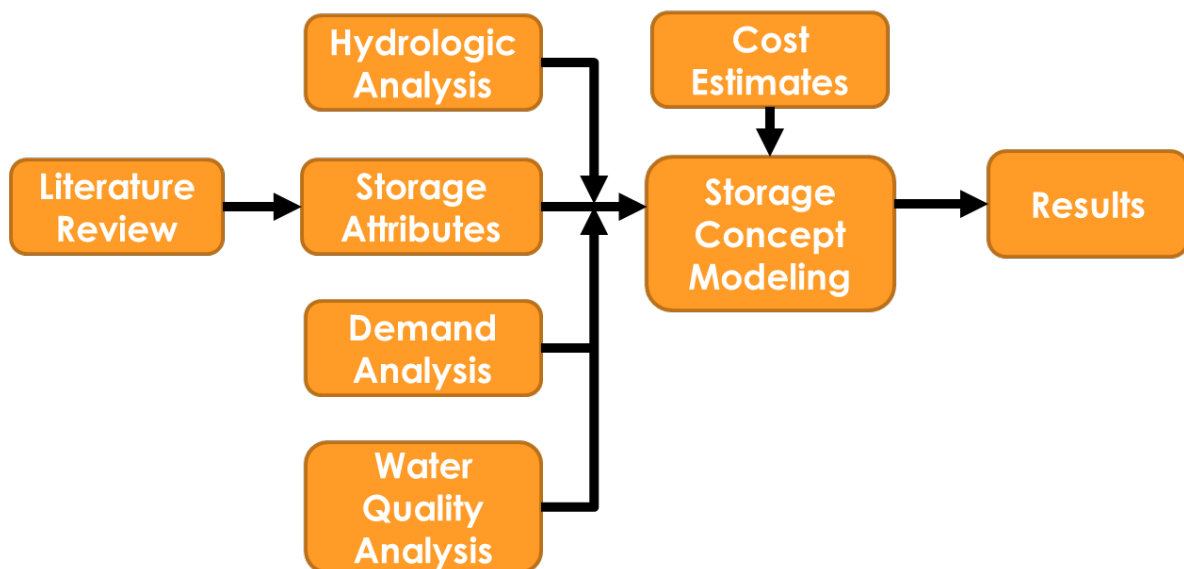 Hydrologic
Analysis
Cost
Estimates
Literature
Review
Storage
Attributes
Storage
Concept
Modeling
Results
Demand
Analysis
Water
Quality
Analysis